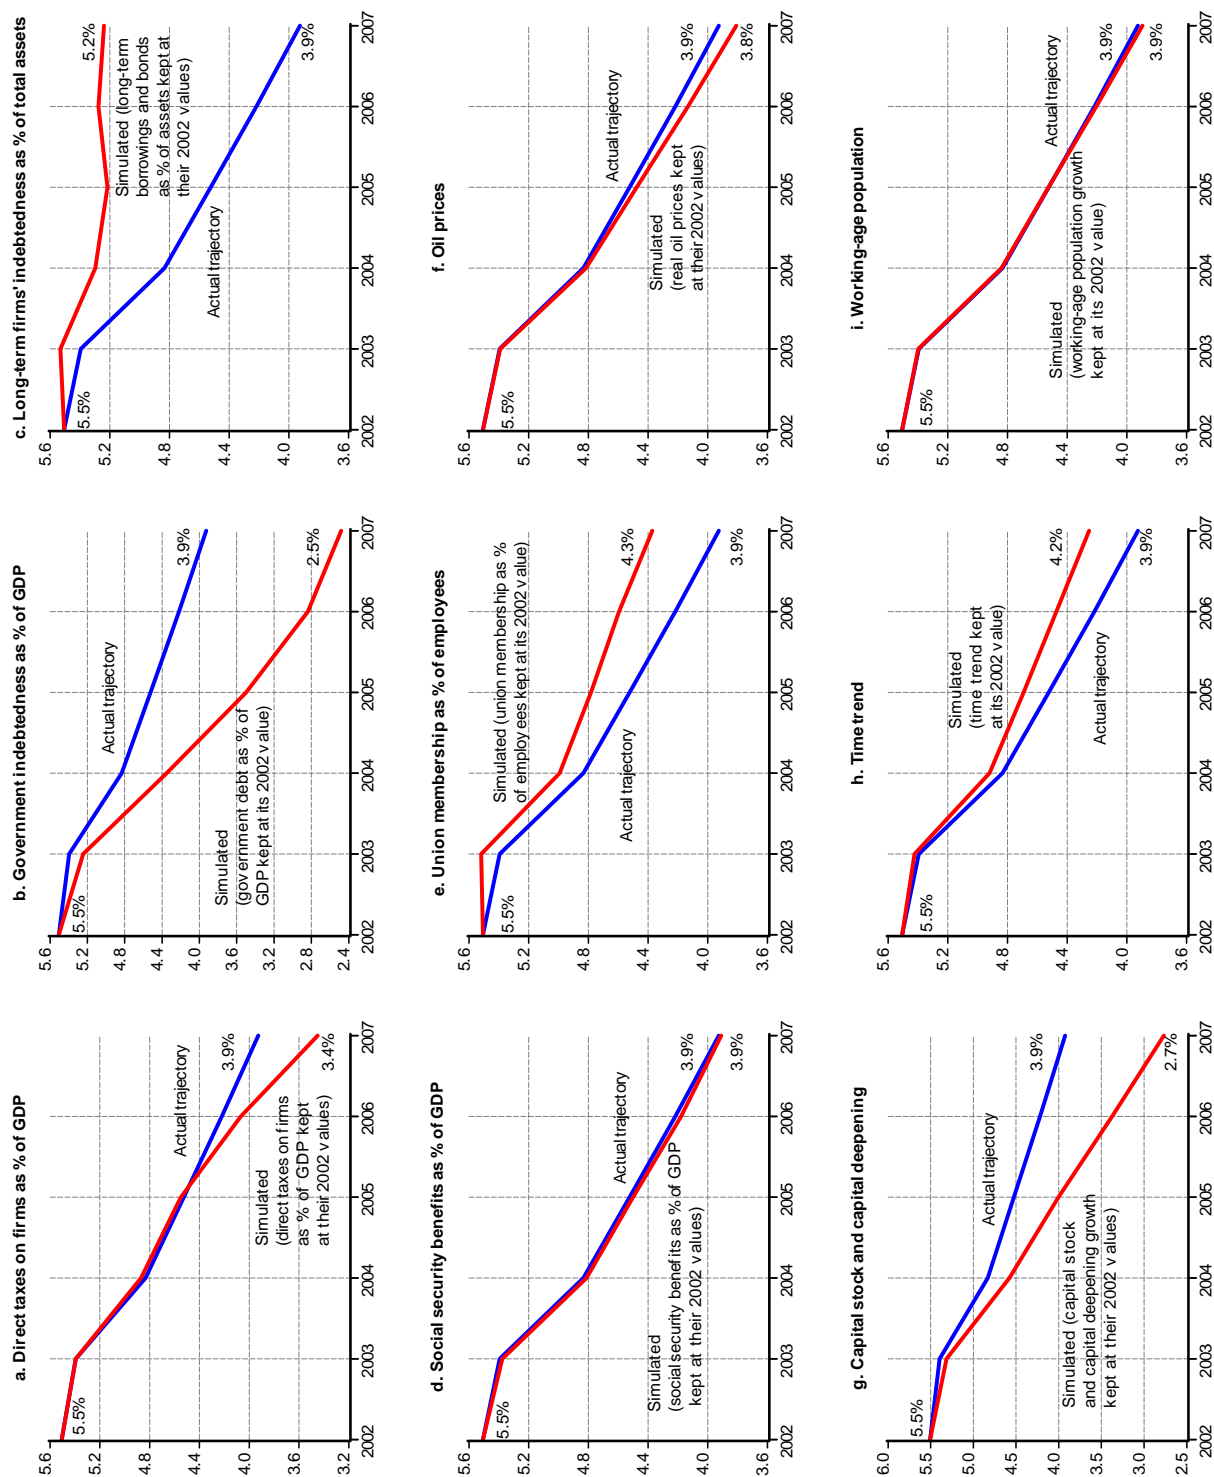 a. Direct taxes on firms as % of GDP
5.6
5.2
4.8
4.4
4.0
3.6
3.2
5.5%
Actual trajectory
3.9%
3.4%
Simulated
(direct taxes on firms
as % of GDP kept
at their 2002 values)
2002 2003 2004 2005 2006 2007
b. Government indebtedness as % of GDP
5.6
5.2
4.8
4.4
4.0
3.6
3.2
2.8
2.4
5.5%
Actual trajectory
3.9%
2.5%
Simulated
(government debt as % of
GDP kept at its 2002 value)
2002 2003 2004 2005 2006 2007
c. Long-term firms' indebtedness as % of total assets
5.6
5.2
4.8
4.4
4.0
3.6
5.5%
5.2%
Simulated (long-term
borrowings and bonds
as % of assets kept at
their 2002 values)
Actual trajectory
3.9%
2002 2003 2004 2005 2006 2007
d. Social security benefits as % of GDP
5.6
5.2
4.8
4.4
4.0
3.6
5.5%
Actual trajectory
3.9%
3.9%
Simulated
(social security benefits as % of GDP
kept at their 2002 values)
2002 2003 2004 2005 2006 2007
e. Union membership as % of employees
5.6
5.2
4.8
4.4
4.0
3.6
5.5%
Simulated (union membership as %
of employees kept at its 2002 value)
4.3%
Actual trajectory
3.9%
2002 2003 2004 2005 2006 2007
f. Oil prices
5.6
5.2
4.8
4.4
4.0
3.6
5.5%
Actual trajectory
3.9%
3.8%
Simulated
(real oil prices kept
at their 2002 values)
2002 2003 2004 2005 2006 2007
g. Capital stock and capital deepening
6.0
5.5
5.0
4.5
4.0
3.5
3.0
2.5
5.5%
Actual trajectory
3.9%
2.7%
Simulated (capital stock
and capital deepening growth
kept at their 2002 values)
2002 2003 2004 2005 2006 2007
h. Time trend
5.6
5.2
4.8
4.4
4.0
3.6
5.5%
Simulated
(time trend kept
at its 2002 value)
4.2%
Actual trajectory
3.9%
2002 2003 2004 2005 2006 2007
i. Working-age population
5.6
5.2
4.8
4.4
4.0
3.6
5.5%
Actual trajectory
3.9%
3.9%
Simulated
(working-age population growth
kept at its 2002 value)
2002 2003 2004 2005 2006 2007